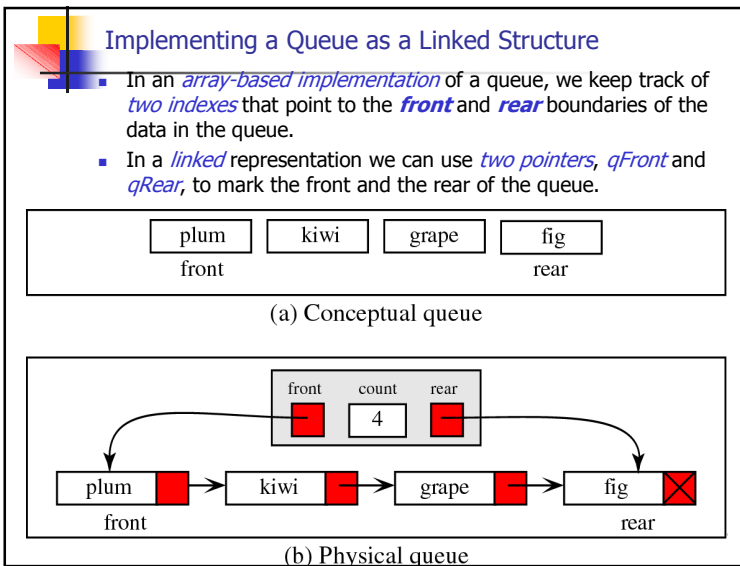 Implementing a Queue as a Linked Structure
In an array-based implementation of a queue, we keep track of
two indexes that point to the front and rear boundaries of the
data in the queue.
In a linked representation we can use two pointers, qFront and
qRear, to mark the front and the rear of the queue.
plum kiwi grape fig
front rear
(a) Conceptual queue
front count rear
4
plum kiwi grape fig
front rear
(b) Physical queue